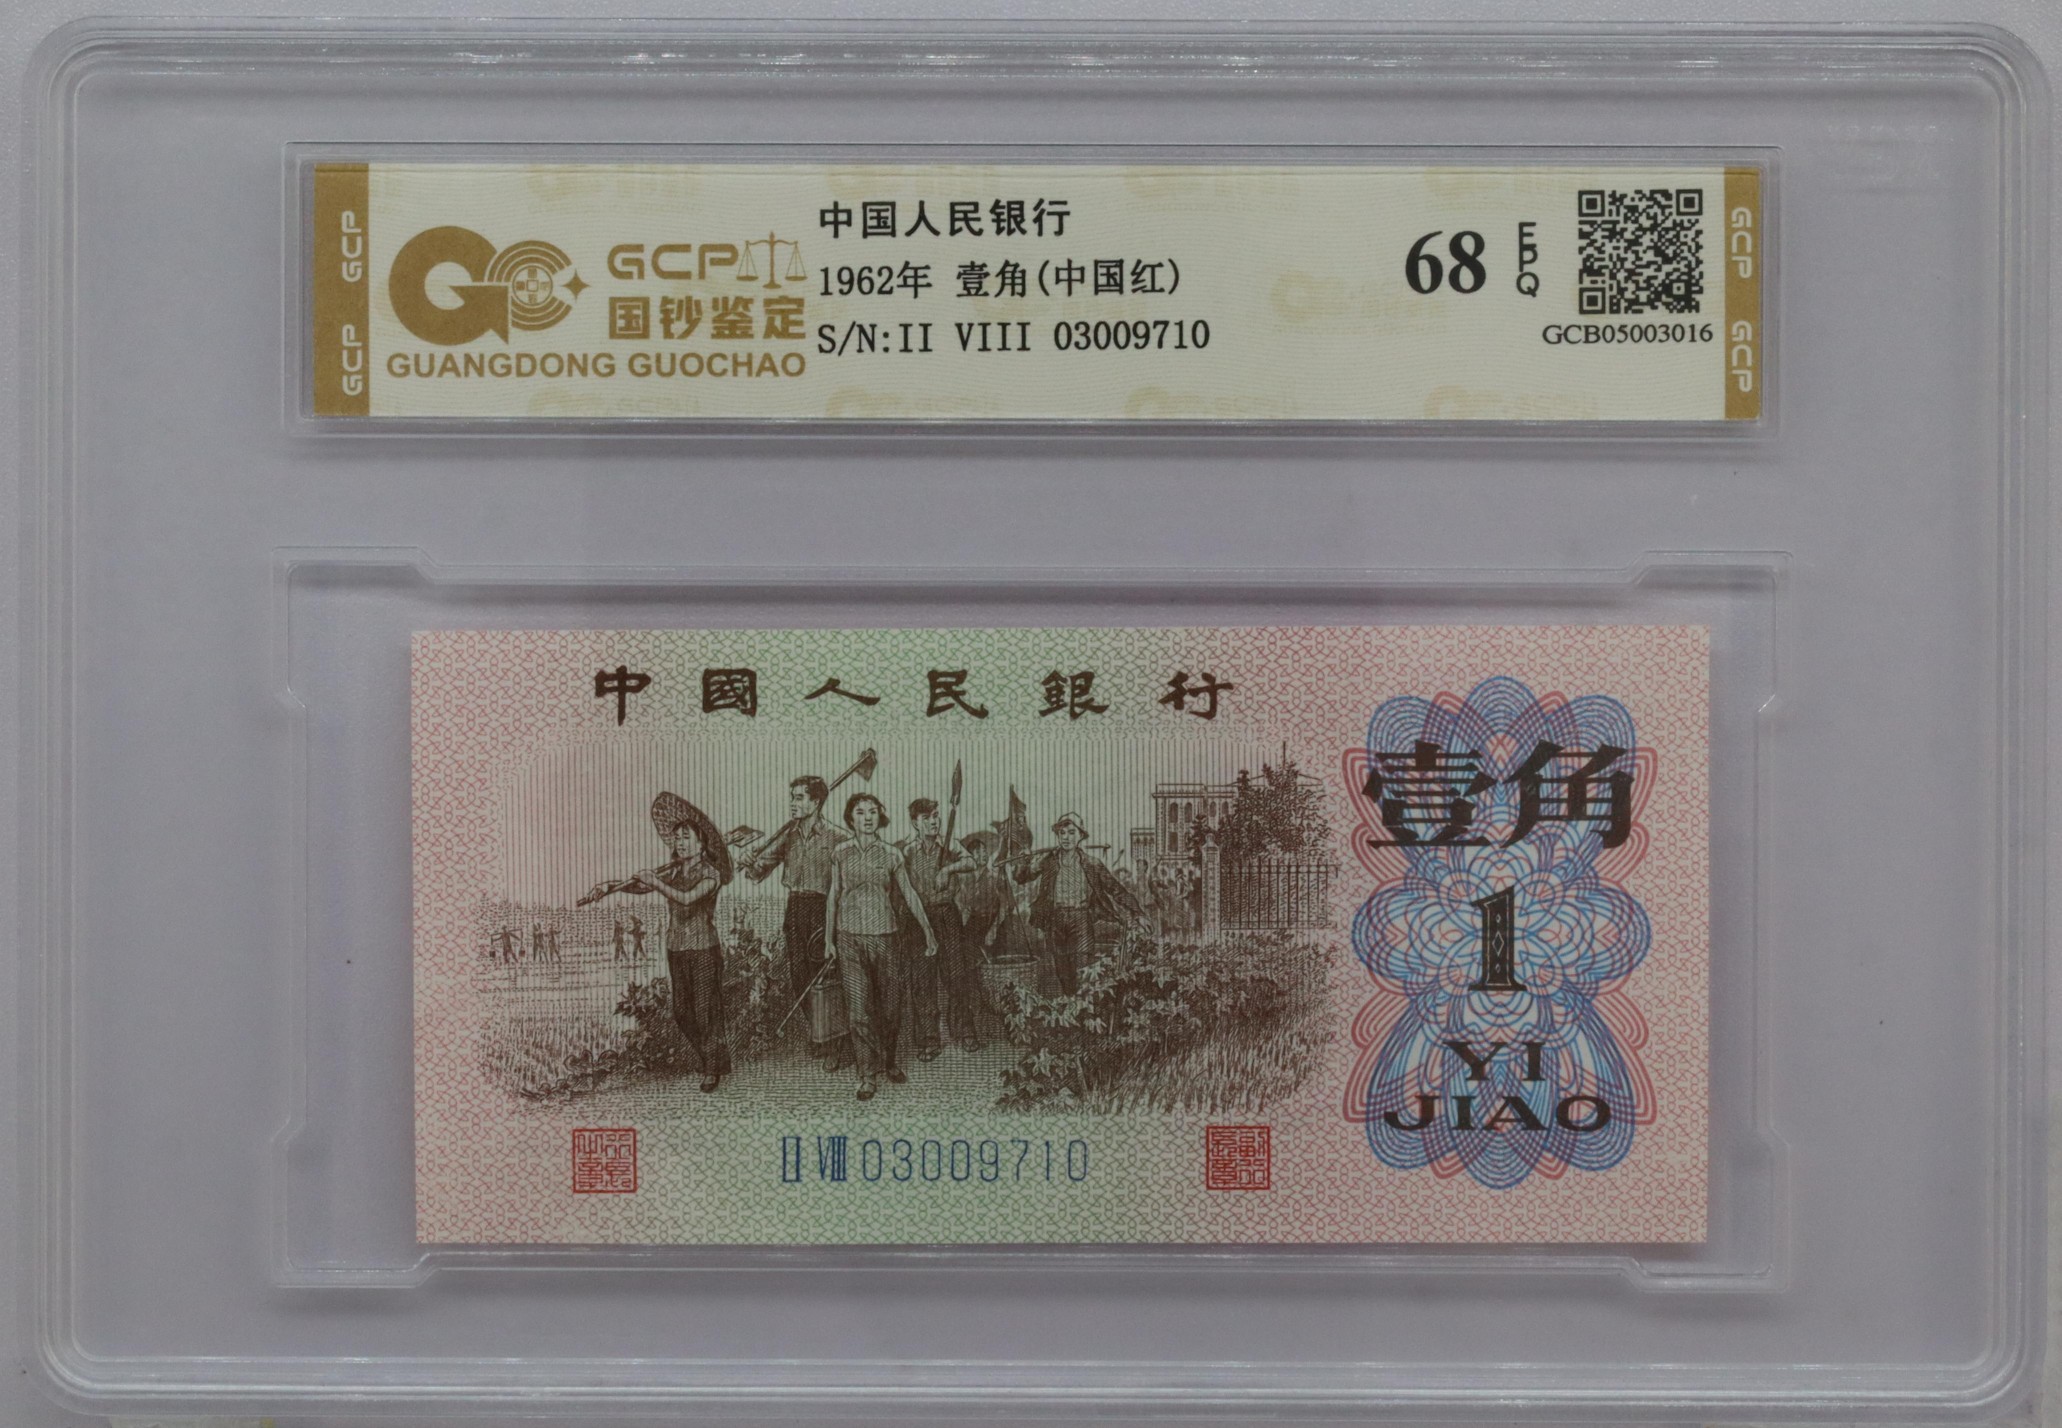 GCP GCP
GCP
国钞鉴定
GUANGDONG GUOCHAO
中国人民银行
1962年 壹角(中国红)
S/N:II VIII 03009710
68 EPQ
GCB05003016
GCP GCP
中國人民銀行
壹角
1
YI
JIAO
II VIII 03009710